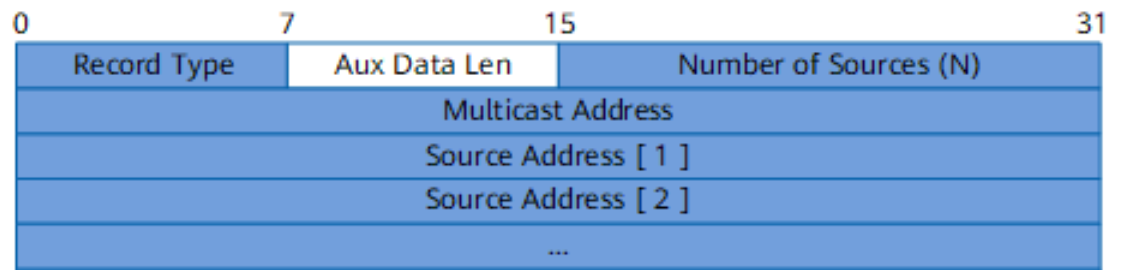 0 7 15 31
Record Type Aux Data Len Number of Sources (N)
Multicast Address
Source Address [ 1 ]
Source Address [ 2 ]
...